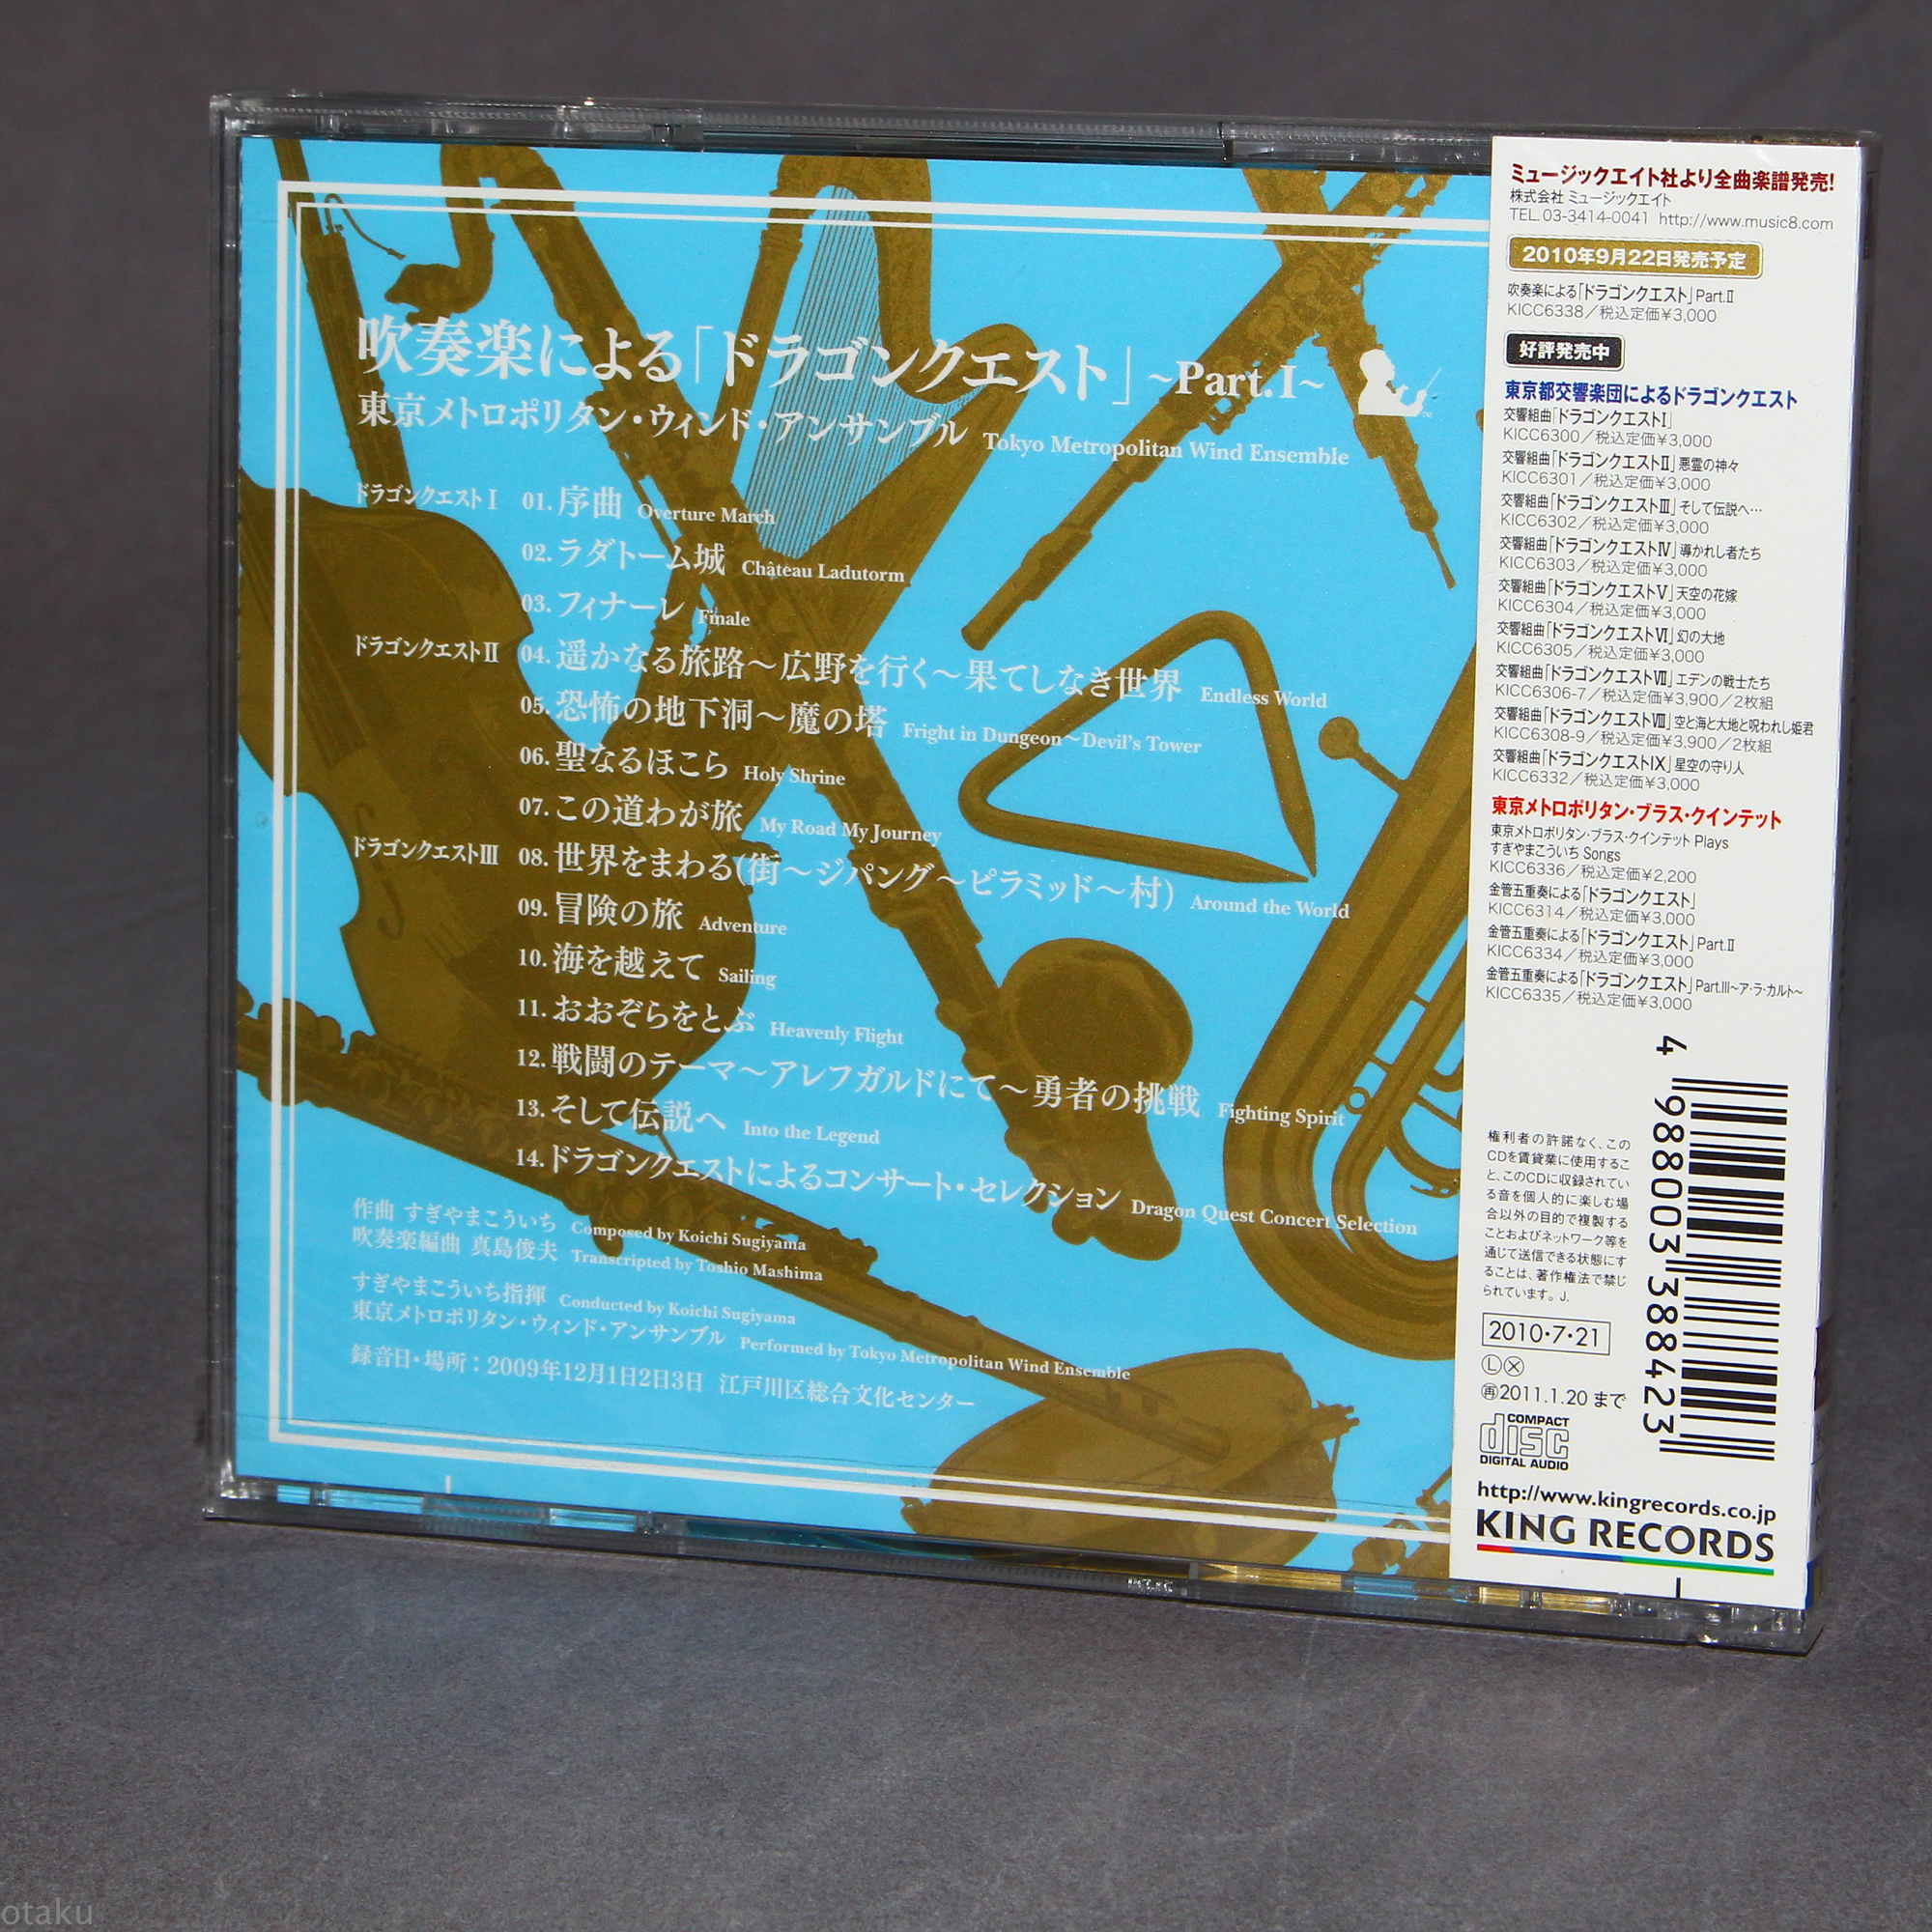 吹奏楽による「ドラゴンクエスト」~Part.I~
東京メトロポリタン・ウィンド・アンサンブル Tokyo Metropolitan Wind Ensemble
ドラゴンクエストI 01.序曲 Overture March
02.ラダトーム城 Château Ladutorm
03.フィナーレ Finale
ドラゴンクエストII 04.遥かなる旅路〜広野を行く〜果てしなき世界 Endless World
05.恐怖の地下洞〜魔の塔 Fright in Dungeon~Devil's Tower
06.聖なるほこら Holy Shrine
07.この道わが旅 My Road My Journey
ドラゴンクエストIII 08.世界をまわる(街〜ジパング〜ピラミッド〜村) Around the World
09.冒険の旅 Adventure
10.海を越えて Sailing
11.おおぞらをとぶ Heavenly Flight
12.戦闘のテーマ〜アレフガルドにて〜勇者の挑戦 Fighting Spirit
13.そして伝説へ Into the Legend
14.ドラゴンクエストによるコンサート・セレクション Dragon Quest Concert Selection
作曲 すぎやまこういち Composed by Koichi Sugiyama
吹奏楽編曲 真島俊夫 Transcripted by Toshio Mashima
すぎやまこういち指揮 Conducted by Koichi Sugiyama
東京メトロポリタン・ウィンド・アンサンブル Performed by Tokyo Metropolitan Wind Ensemble
録音日・場所：2009年12月1日2日3日 江戸川区総合文化センター
ミュージックエイト社より全曲楽譜発売!
株式会社 ミュージックエイト
TEL.03-3414-0041 http://www.music8.com
2010年9月22日発売予定
吹奏楽による「ドラゴンクエスト」Part.II
KICC6338／税込定価¥3,000
好評発売中
東京都交響楽団によるドラゴンクエスト
交響組曲「ドラゴンクエストI」
KICC6300／税込定価¥3,000
交響組曲「ドラゴンクエストII」悪霊の神々
KICC6301／税込定価¥3,000
交響組曲「ドラゴンクエストIII」そして伝説へ…
KICC6302／税込定価¥3,000
交響組曲「ドラゴンクエストIV」導かれし者たち
KICC6303／税込定価¥3,000
交響組曲「ドラゴンクエストV」天空の花嫁
KICC6304／税込定価¥3,000
交響組曲「ドラゴンクエストVI」幻の大地
KICC6305／税込定価¥3,000
交響組曲「ドラゴンクエストVII」エデンの戦士たち
KICC6306-7／税込定価¥3,900／2枚組
交響組曲「ドラゴンクエストVIII」空と海と大地と呪われし姫君
KICC6308-9／税込定価¥3,900／2枚組
交響組曲「ドラゴンクエストIX」星空の守り人
KICC6332／税込定価¥3,000
東京メトロポリタン・ブラス・クインテット
東京メトロポリタン・ブラス・クインテット Plays
すぎやまこういち Songs
KICC6336／税込定価¥2,200
金管五重奏による「ドラゴンクエスト」
KICC6314／税込定価¥3,000
金管五重奏による「ドラゴンクエスト」Part.II
KICC6334／税込定価¥3,000
金管五重奏による「ドラゴンクエスト」Part.III〜ア・ラ・カルト〜
KICC6335／税込定価¥3,000
4 988003 388423
権利者の許諾なく、この
CDを賃貸業に使用するこ
と、このCDに収録されてい
る音を個人的に楽しむ場
合以外の目的で複製する
ことおよびネットワーク等を
通じて送信できる状態にす
ることは、著作権法で禁じ
られています。J.
2010・7・21
Ⓛ Ⓧ
㊢2011.1.20まで
COMPACT
disc
DIGITAL AUDIO
http://www.kingrecords.co.jp
KING RECORDS
otaku